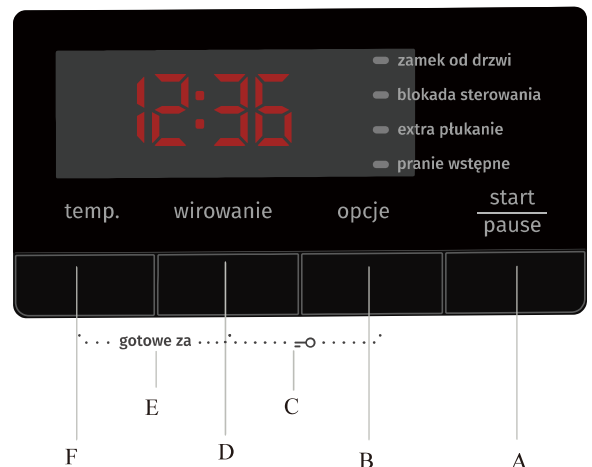 12:36
zamek od drzwi
blokada sterowania
extra płukanie
pranie wstępne
temp. wirowanie opcje start
pause
gotowe za
E C
F D B A